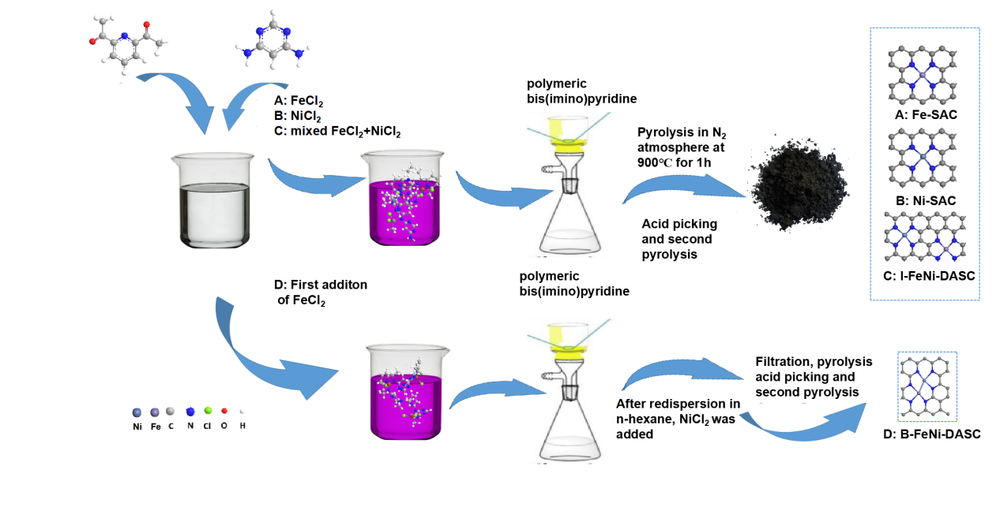 A: FeCl₂
B: NiCl₂
C: mixed FeCl₂+NiCl₂
polymeric
bis(imino)pyridine
Pyrolysis in N₂
atmosphere at
900℃ for 1h
Acid picking
and second
pyrolysis
A: Fe-SAC
B: Ni-SAC
C: I-FeNi-DASC
D: First additon
of FeCl₂
polymeric
bis(imino)pyridine
After redispersion in
n-hexane, NiCl₂ was
added
Filtration, pyrolysis
acid picking and
second pyrolysis
D: B-FeNi-DASC
Ni Fe C N Cl O H